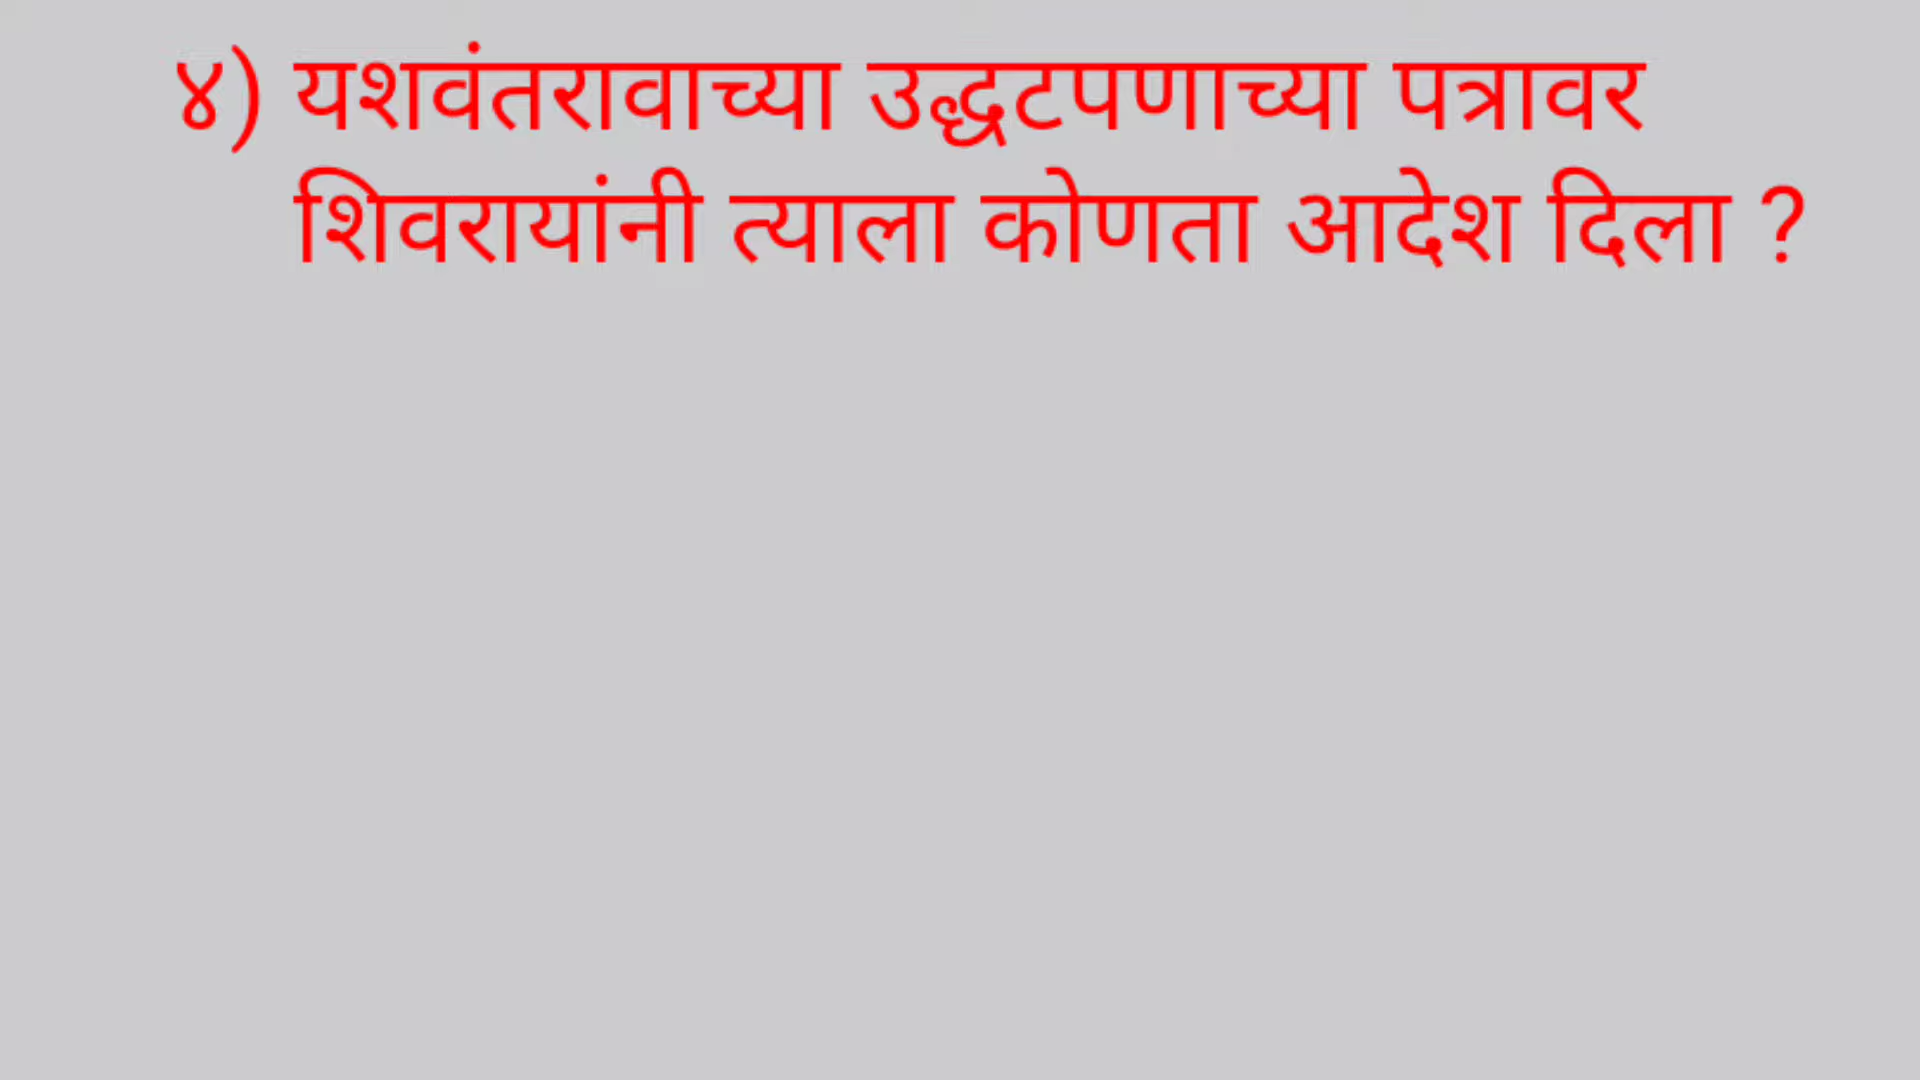 ४) यशवंतरावाच्या उद्धटपणाच्या पत्रावर
शिवरायांनी त्याला कोणता आदेश दिला ?